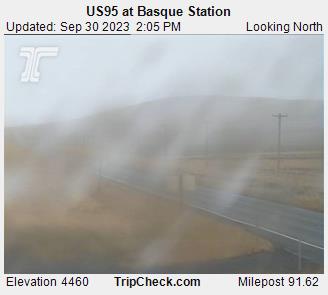 US95 at Basque Station
Updated: Sep 30 2023 2:05 PM Looking North
Elevation 4460 TripCheck.com Milepost 91.62